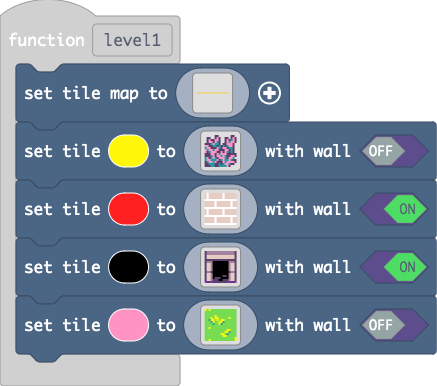 function level1
set tile map to
set tile to with wall OFF
set tile to with wall ON
set tile to with wall ON
set tile to with wall OFF